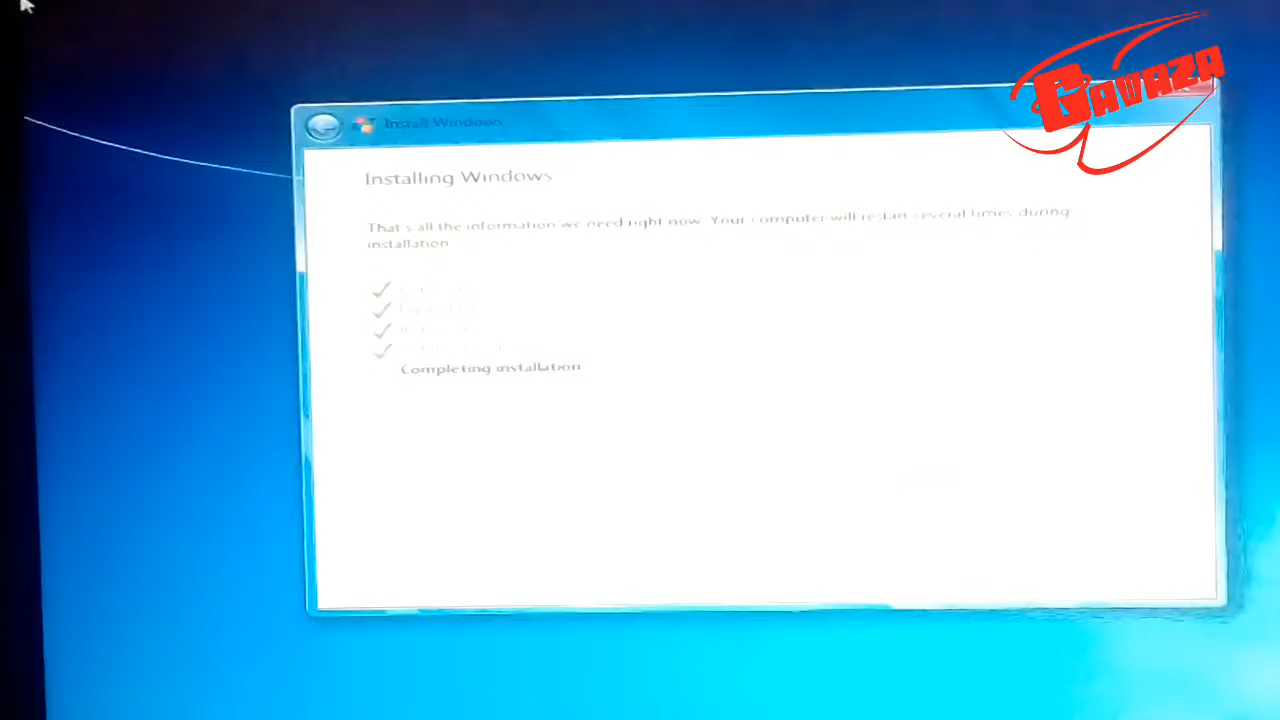 GAVAZA
Install Windows
Installing Windows
That's all the information we need right now. Your computer will restart several times during
installation.
Completing installation